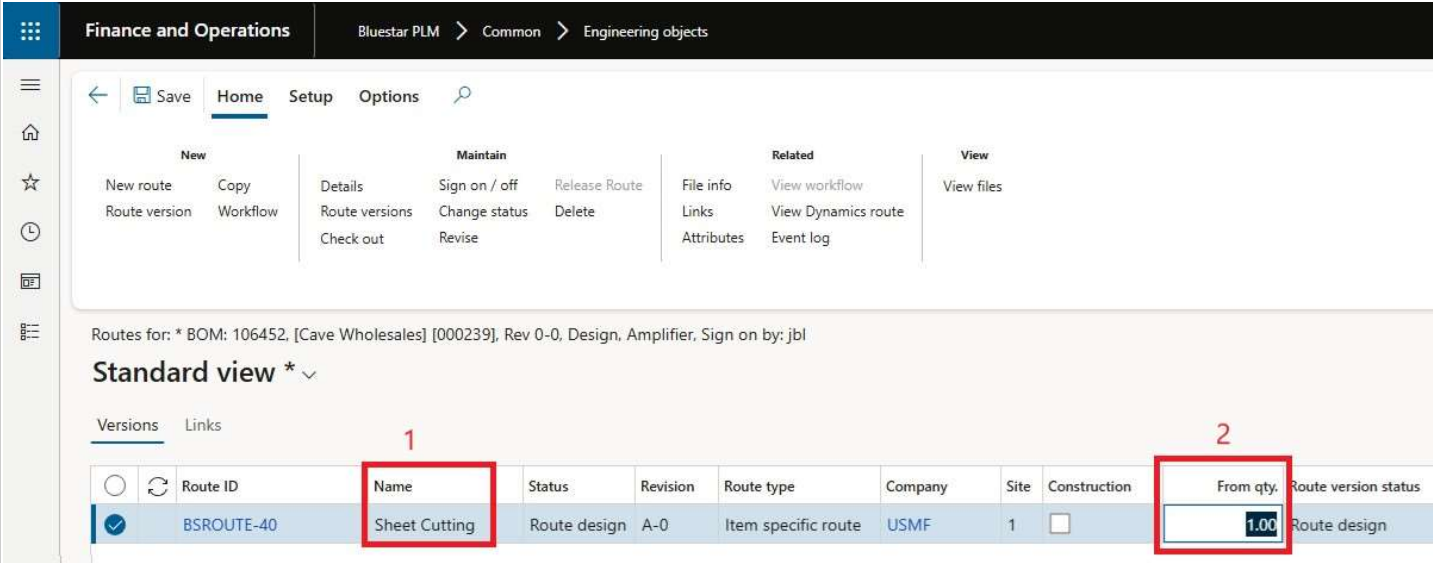 Finance and Operations Bluestar PLM > Common > Engineering objects
Save Home Setup Options
New Maintain Related View
New route Copy Details Sign on / off Release Route File info View workflow View files
Route version Workflow Route versions Change status Delete Links View Dynamics route
Check out Revise Attributes Event log
Routes for: * BOM: 106452, [Cave Wholesales] [000239], Rev 0-0, Design, Amplifier, Sign on by: jbl
Standard view *
Versions Links
1 2
Route ID Name Status Revision Route type Company Site Construction From qty. Route version status
BSROUTE-40 Sheet Cutting Route design A-0 Item specific route USMF 1 1.00 Route design